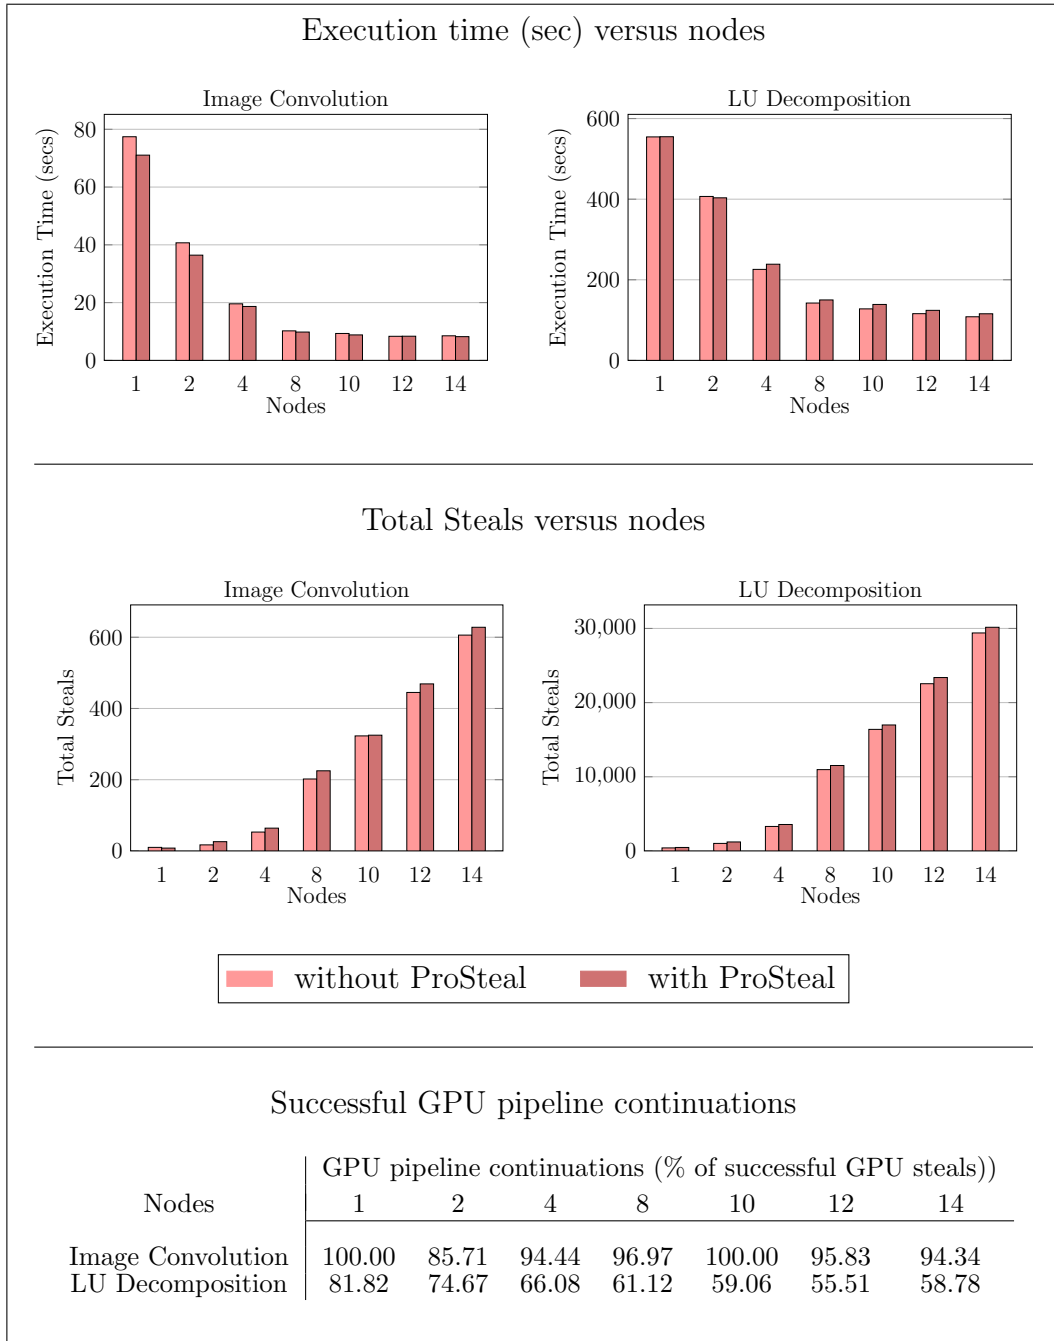 Execution time (sec) versus nodes
Image Convolution
Execution Time (secs)
80
60
40
20
0
1 2 4 8 10 12 14
Nodes
LU Decomposition
Execution Time (secs)
600
400
200
0
1 2 4 8 10 12 14
Nodes
Total Steals versus nodes
Image Convolution
Total Steals
600
400
200
0
1 2 4 8 10 12 14
Nodes
LU Decomposition
Total Steals
30,000
20,000
10,000
0
1 2 4 8 10 12 14
Nodes
without ProSteal with ProSteal
Successful GPU pipeline continuations
GPU pipeline continuations (% of successful GPU steals))
Nodes 1 2 4 8 10 12 14
Image Convolution 100.00 85.71 94.44 96.97 100.00 95.83 94.34
LU Decomposition 81.82 74.67 66.08 61.12 59.06 55.51 58.78